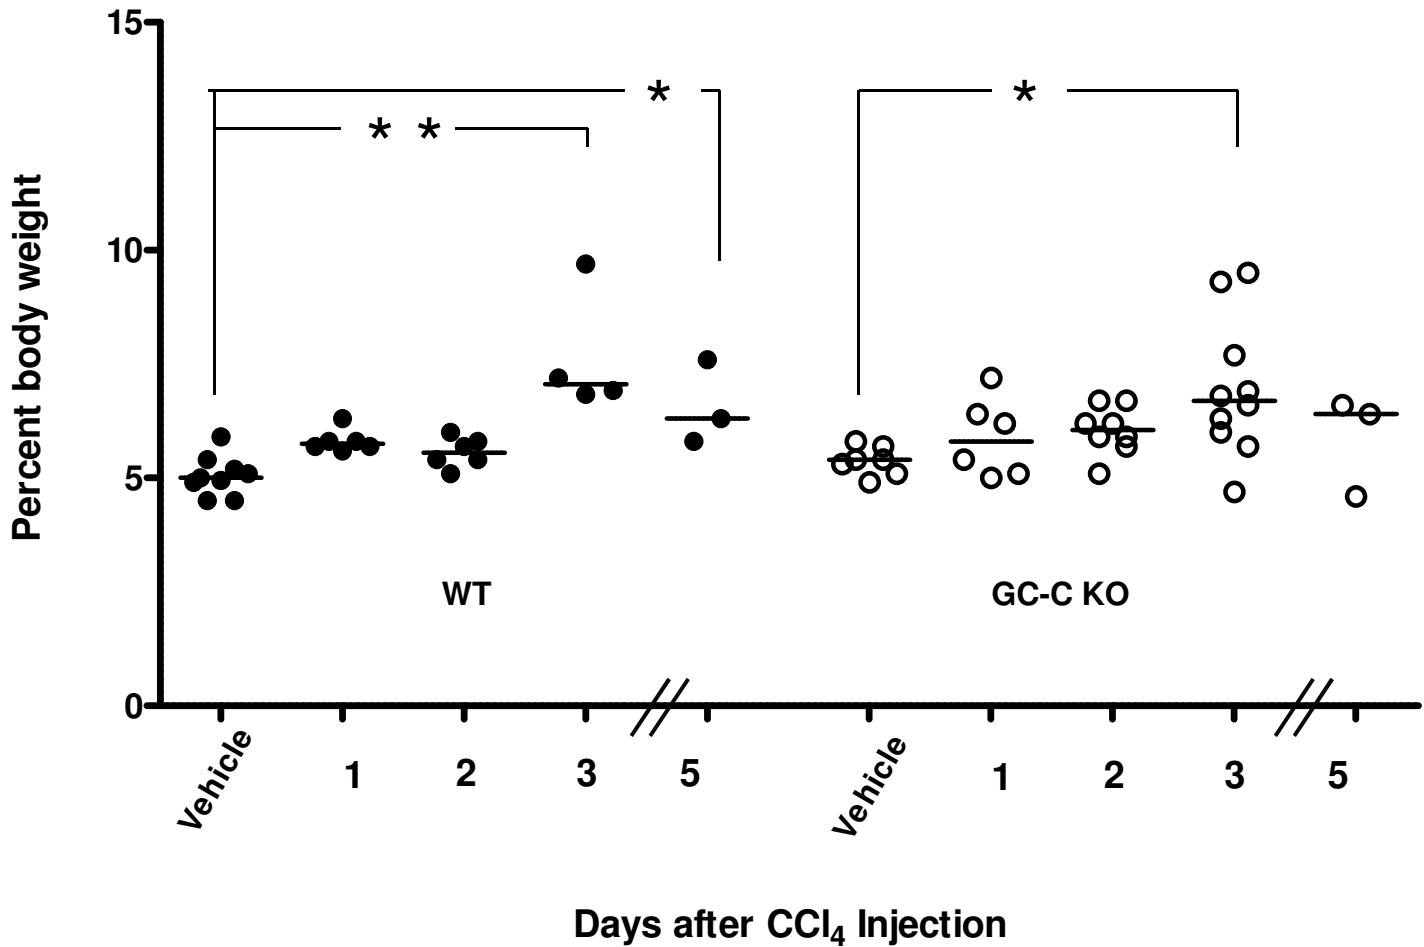 15
*
* *
*
10
Percent body weight
5
WT
GC-C KO
0
Vehicle
1
2
3
5
Vehicle
1
2
3
5
Days after CCl₄ Injection